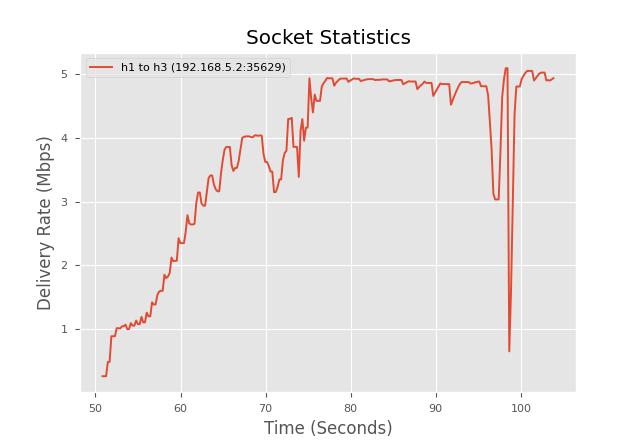 Socket Statistics
h1 to h3 (192.168.5.2:35629)
Delivery Rate (Mbps)
5
4
3
2
1
50 60 70 80 90 100
Time (Seconds)